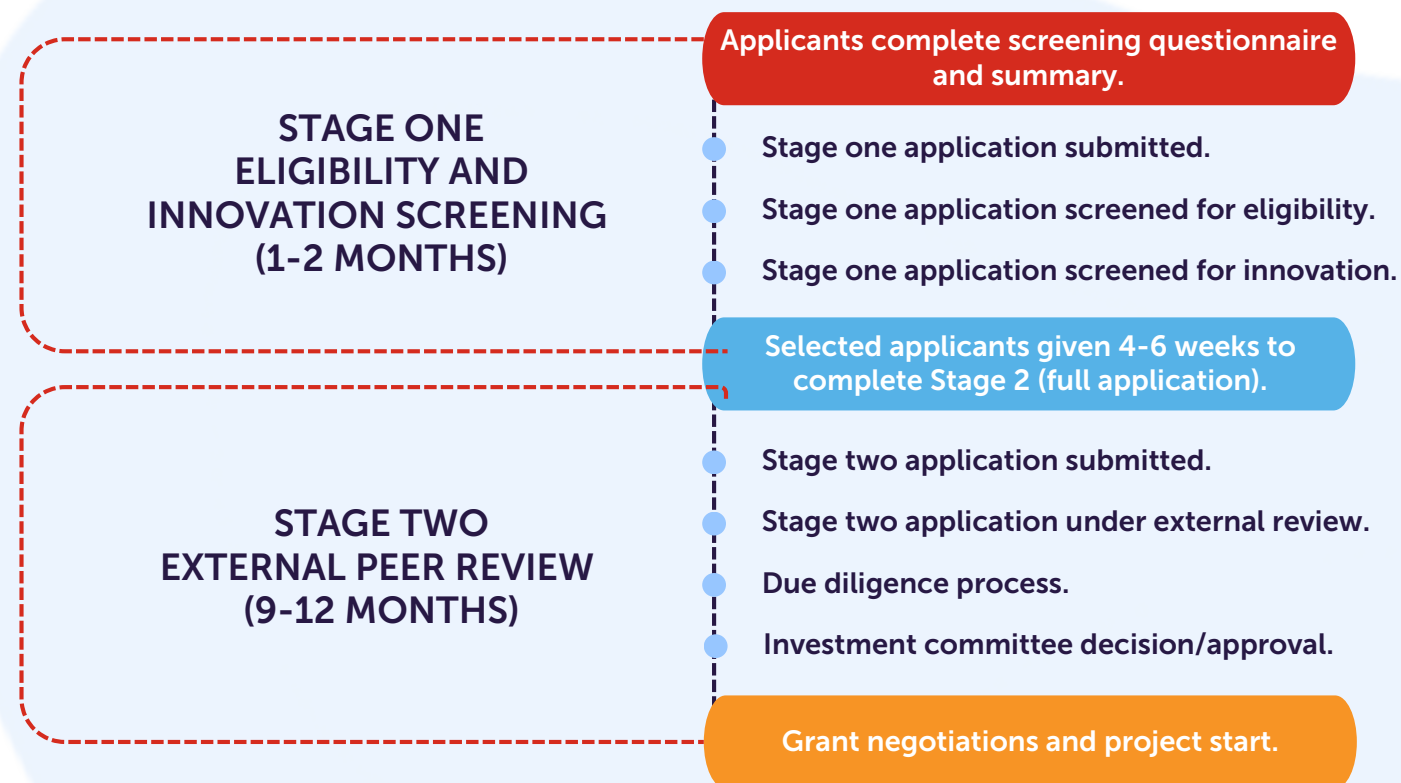 Applicants complete screening questionnaire
and summary.
STAGE ONE
ELIGIBILITY AND
INNOVATION SCREENING
(1-2 MONTHS)
Stage one application submitted.
Stage one application screened for eligibility.
Stage one application screened for innovation.
Selected applicants given 4-6 weeks to
complete Stage 2 (full application).
STAGE TWO
EXTERNAL PEER REVIEW
(9-12 MONTHS)
Stage two application submitted.
Stage two application under external review.
Due diligence process.
Investment committee decision/approval.
Grant negotiations and project start.